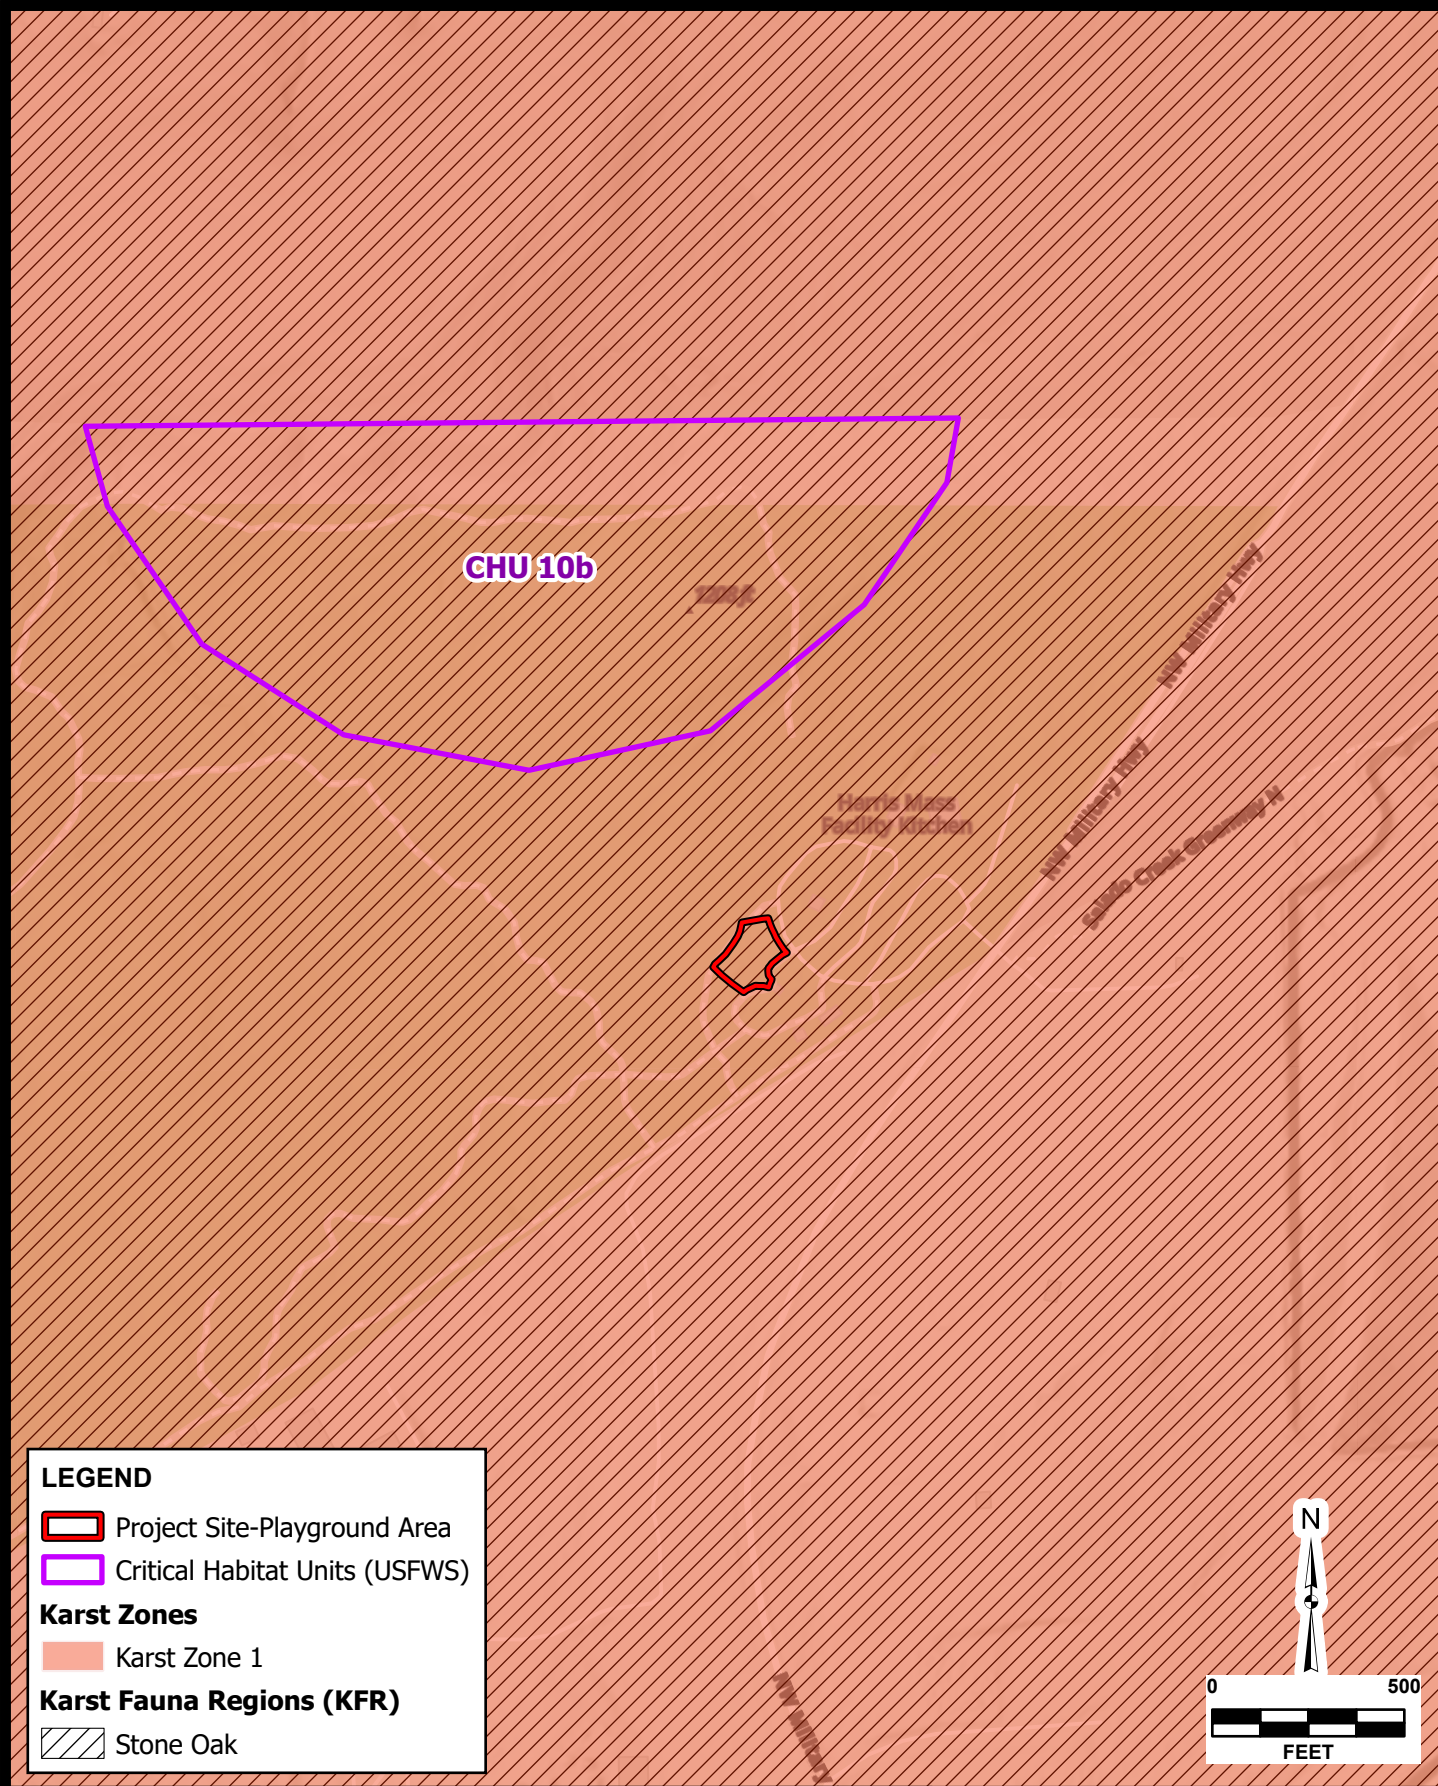 CHU 10b
NW Military Hwy
NW Military Hwy
Salado Creek Greenway N
Harris Mass
Facility Kitchen
NW Military
LEGEND
Project Site-Playground Area
Critical Habitat Units (USFWS)
Karst Zones
Karst Zone 1
Karst Fauna Regions (KFR)
Stone Oak
N
0 500
FEET